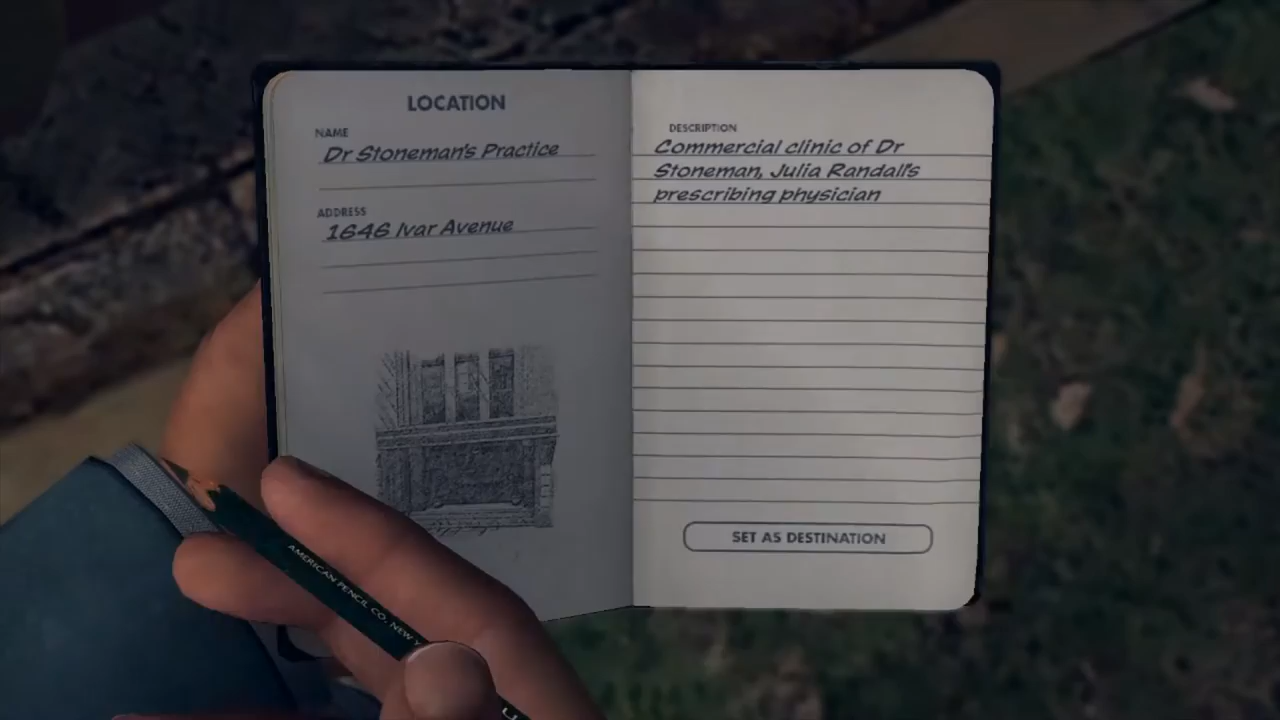 LOCATION
NAME
Dr Stoneman's Practice
ADDRESS
1646 Ivar Avenue
DESCRIPTION
Commercial clinic of Dr
Stoneman, Julia Randall's
prescribing physician
SET AS DESTINATION
AMERICAN PENCIL CO. NEW